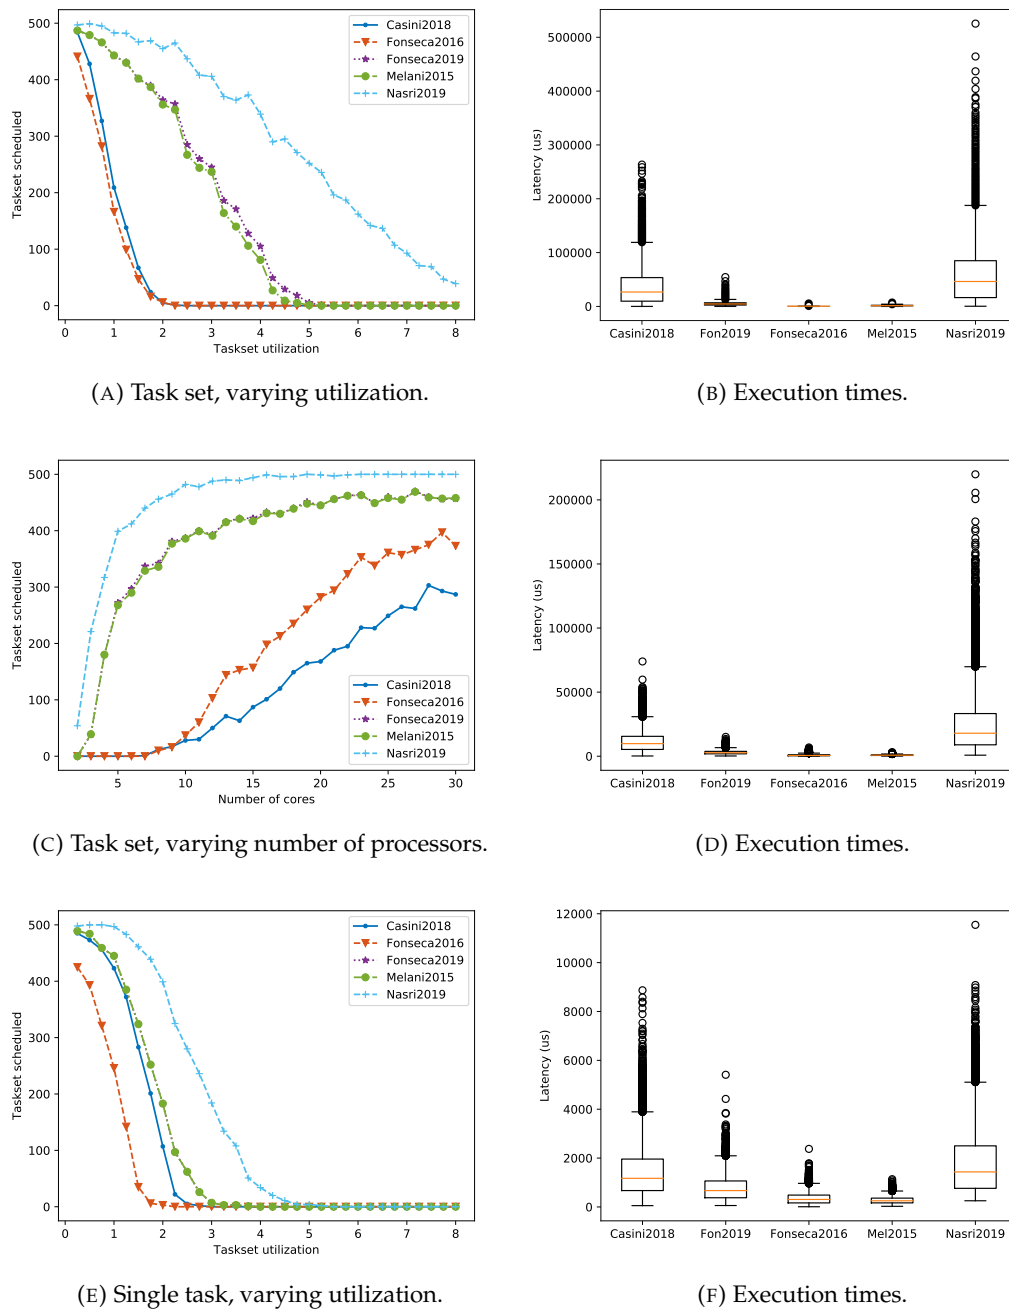 500
400
300
200
100
0
Taskset scheduled
0 1 2 3 4 5 6 7 8
Taskset utilization
Casini2018
Fonseca2016
Fonseca2019
Melani2015
Nasri2019
500000
400000
300000
200000
100000
0
Latency (us)
Casini2018 Fon2019 Fonseca2016 Mel2015 Nasri2019
(A) Task set, varying utilization.
(B) Execution times.
500
400
300
200
100
0
Taskset scheduled
5 10 15 20 25 30
Number of cores
Casini2018
Fonseca2016
Fonseca2019
Melani2015
Nasri2019
200000
150000
100000
50000
0
Latency (us)
Casini2018 Fon2019 Fonseca2016 Mel2015 Nasri2019
(C) Task set, varying number of processors.
(D) Execution times.
500
400
300
200
100
0
Taskset scheduled
0 1 2 3 4 5 6 7 8
Taskset utilization
Casini2018
Fonseca2016
Fonseca2019
Melani2015
Nasri2019
12000
10000
8000
6000
4000
2000
0
Latency (us)
Casini2018 Fon2019 Fonseca2016 Mel2015 Nasri2019
(E) Single task, varying utilization.
(F) Execution times.